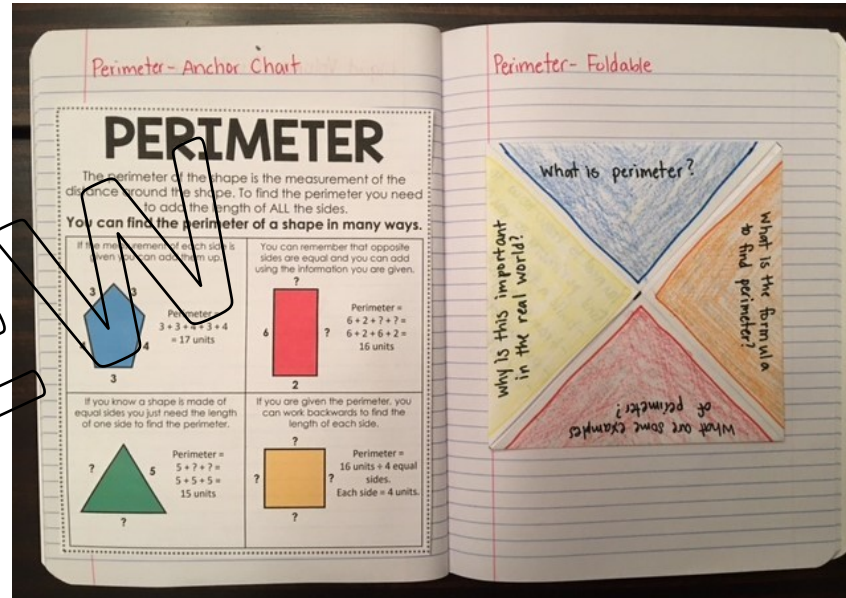 Perimeter- Anchor Chart
PERIMETER
The perimeter of the shape is the measurement of the
distance around the shape. To find the perimeter you need
to add the length of ALL the sides.
You can find the perimeter of a shape in many ways.
If the measurement of each side is
given you can add them up.
3
3
4
4
3
Perimeter =
3 + 3 + 4 + 3 + 4
= 17 units
You can remember that opposite
sides are equal and you can add
using the information you are given.
?
6
?
2
Perimeter =
6 + 2 + ? + ? =
6 + 2 + 6 + 2 =
16 units
If you know a shape is made of
equal sides you just need the length
of one side to find the perimeter.
?
5
?
Perimeter =
5 + ? + ? =
5 + 5 + 5 =
15 units
If you are given the perimeter, you
can work backwards to find the
length of each side.
?
?
?
?
Perimeter =
16 units ÷ 4 equal
sides.
Each side = 4 units.
Perimeter- Foldable
What is perimeter?
What is the formula
to find perimeter?
What are some examples
of perimeter?
Why is this important
in the real world?